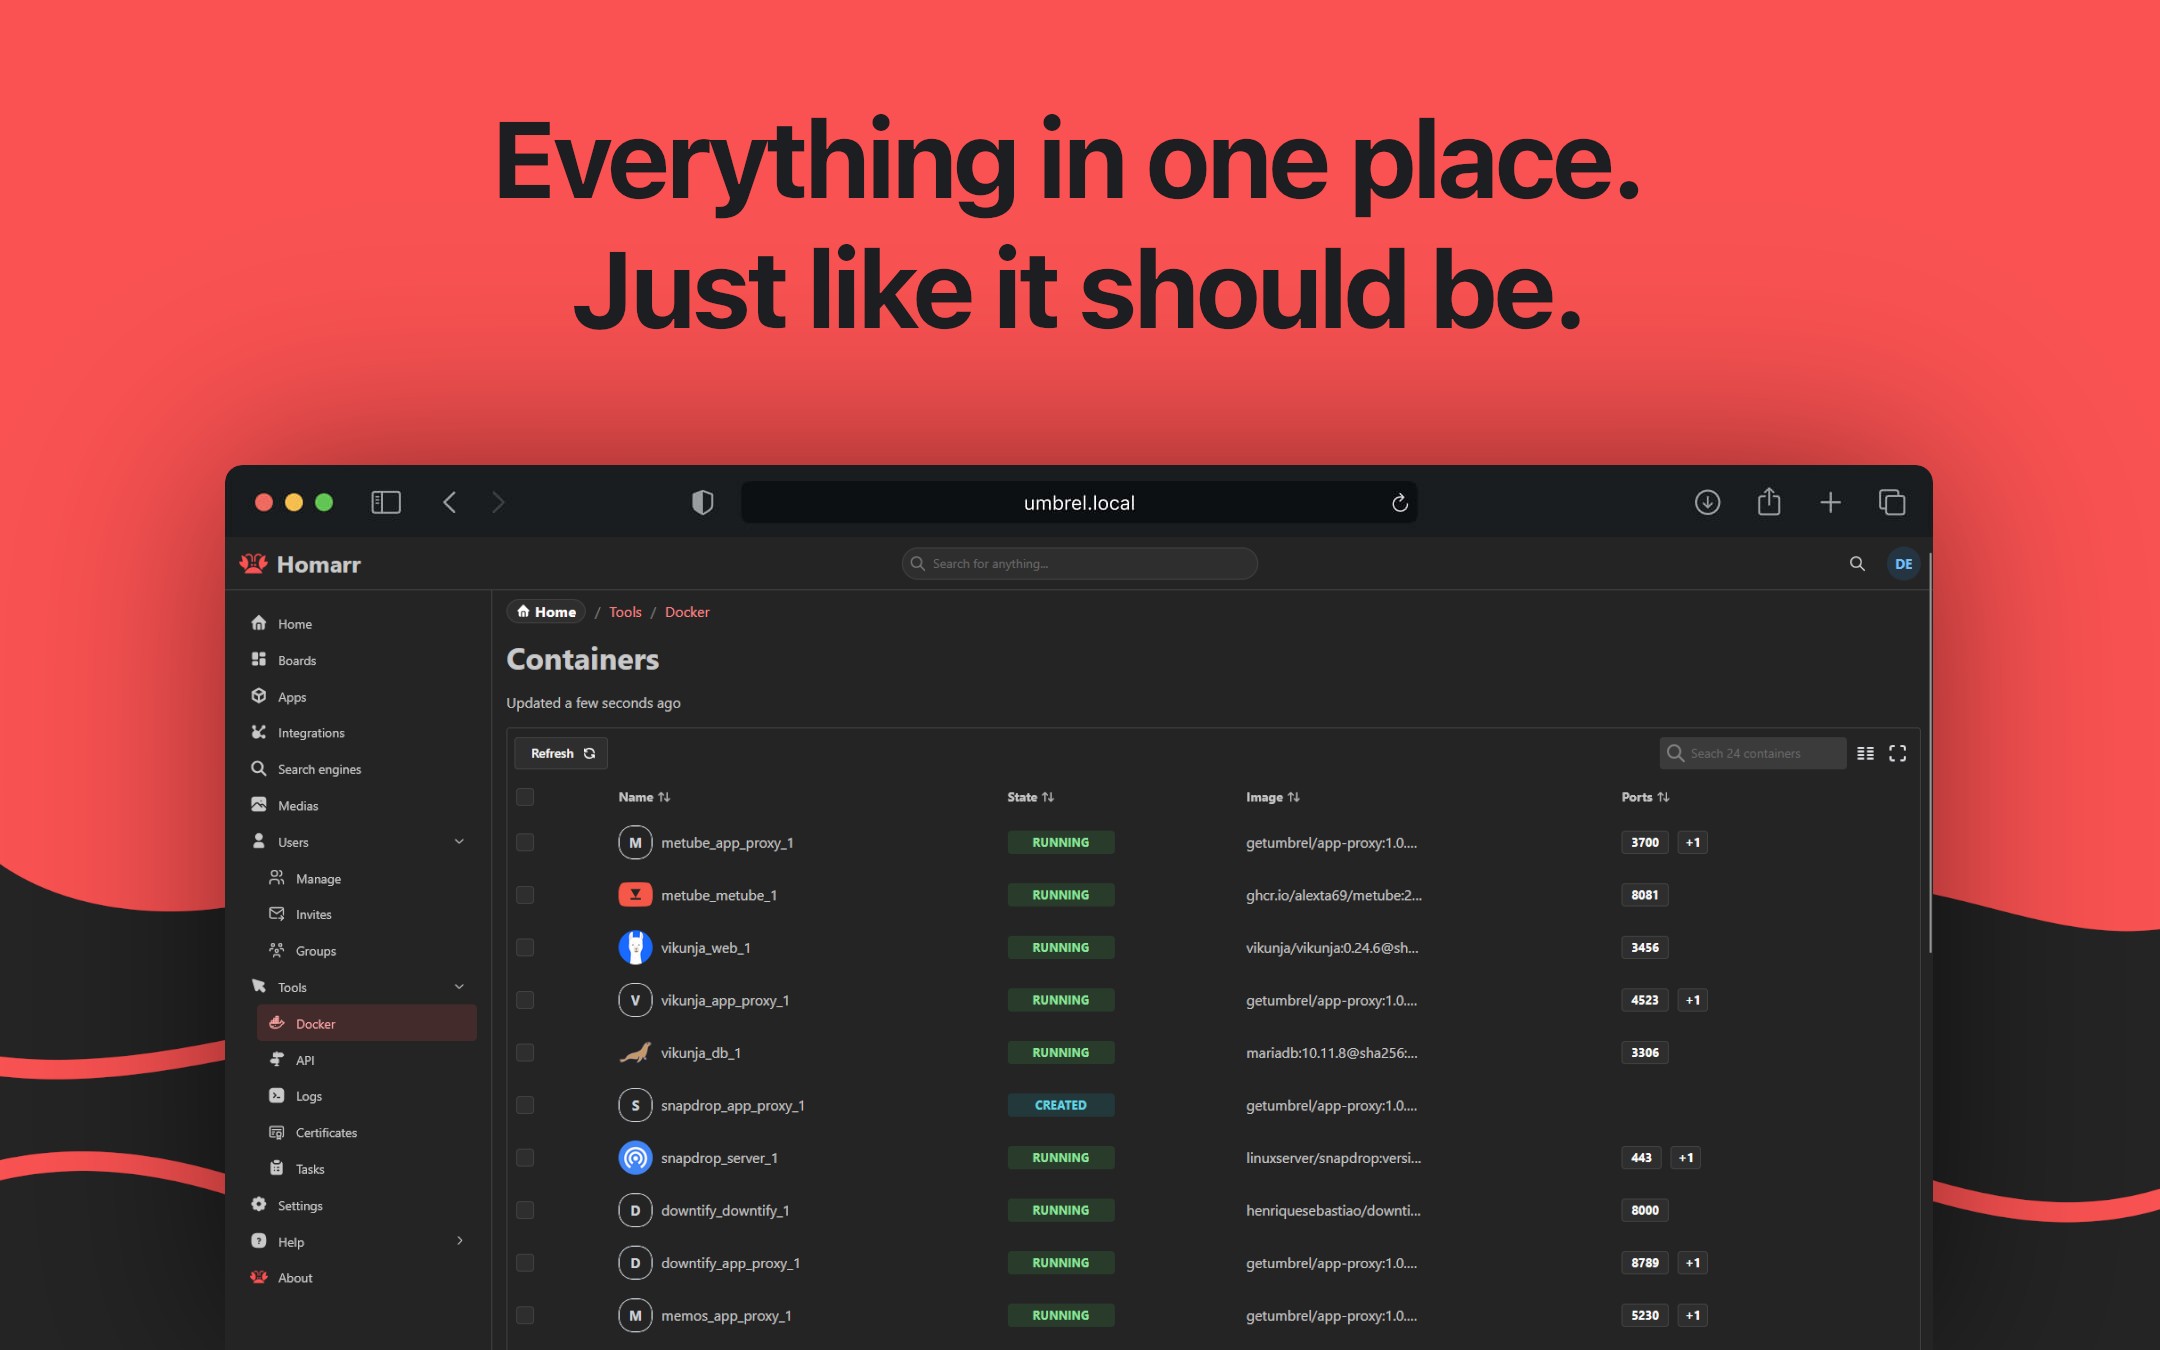 Everything in one place.
Just like it should be.
umbrel.local
Homarr
Search for anything...
DE
Home
Boards
Apps
Integrations
Search engines
Medias
Users
Manage
Invites
Groups
Tools
Docker
API
Logs
Certificates
Tasks
Settings
Help
About
Home / Tools / Docker
Containers
Updated a few seconds ago
Refresh
Seach 24 containers
Name State Image Ports
M metube_app_proxy_1 RUNNING getumbrel/app-proxy:1.0.... 3700 +1
metube_metube_1 RUNNING ghcr.io/alexta69/metube:2... 8081
vikunja_web_1 RUNNING vikunja/vikunja:0.24.6@sh... 3456
V vikunja_app_proxy_1 RUNNING getumbrel/app-proxy:1.0.... 4523 +1
vikunja_db_1 RUNNING mariadb:10.11.8@sha256:... 3306
S snapdrop_app_proxy_1 CREATED getumbrel/app-proxy:1.0....
snapdrop_server_1 RUNNING linuxserver/snapdrop:versi... 443 +1
D downtify_downtify_1 RUNNING henriquesebastiao/downti... 8000
D downtify_app_proxy_1 RUNNING getumbrel/app-proxy:1.0.... 8789 +1
M memos_app_proxy_1 RUNNING getumbrel/app-proxy:1.0.... 5230 +1